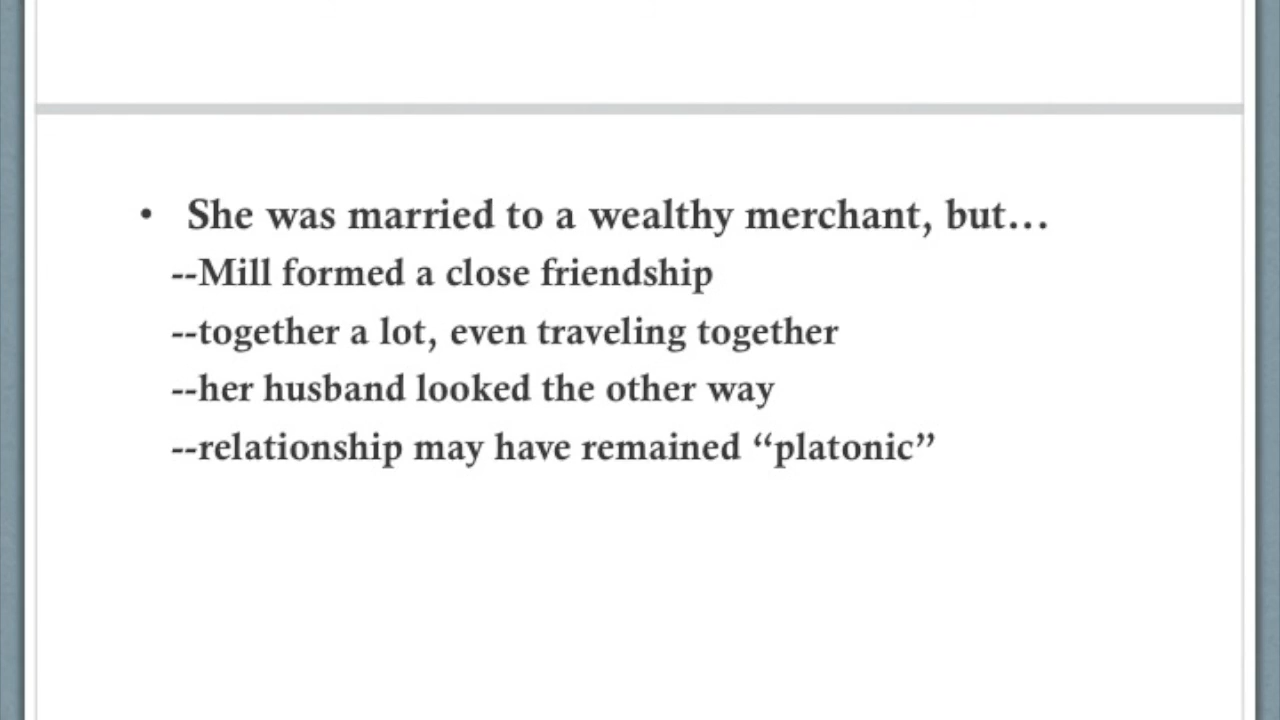 • She was married to a wealthy merchant, but…
--Mill formed a close friendship
--together a lot, even traveling together
--her husband looked the other way
--relationship may have remained “platonic”